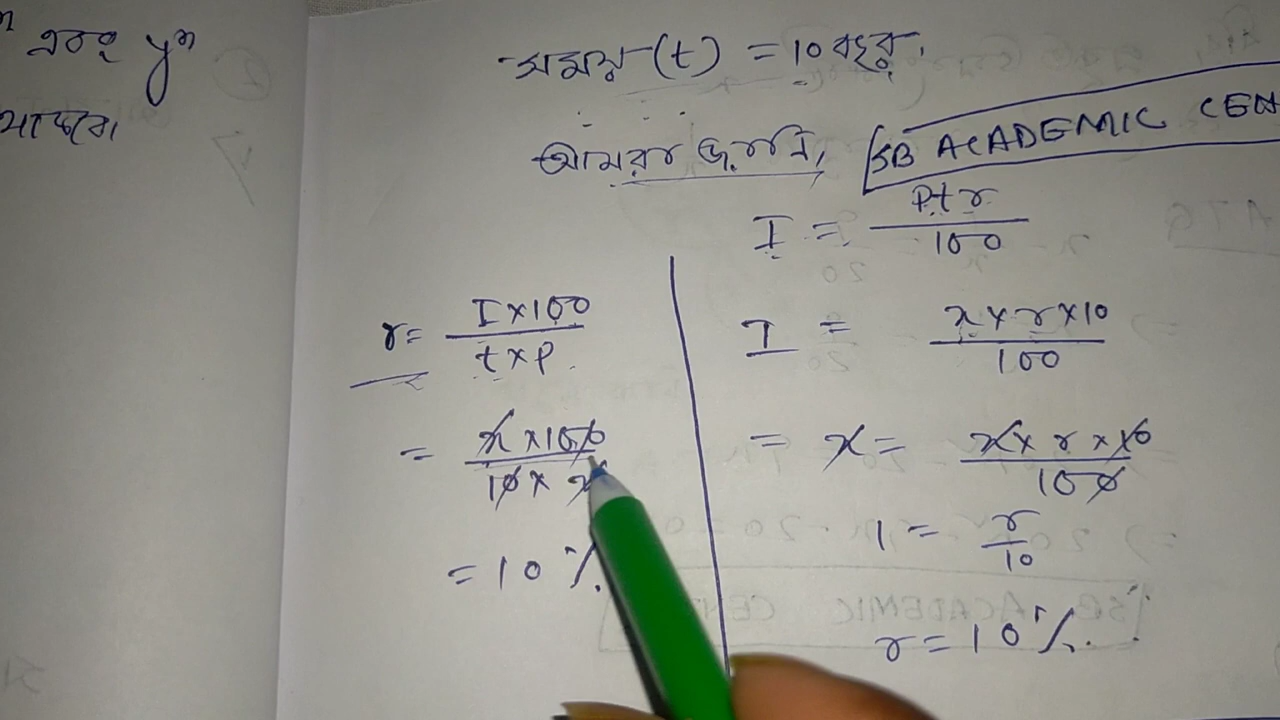 এবং yⁿ
সময় (t) = 10 বছর,
আমরা জানি,
SB ACADEMIC CEN
I = Ptr / 100
r = I×100 / t×P
= x×100 / 10×x
= 10%.
I = x×r×10 / 100
= x = x×r×10 / 100
1 = r / 10
r = 10%.